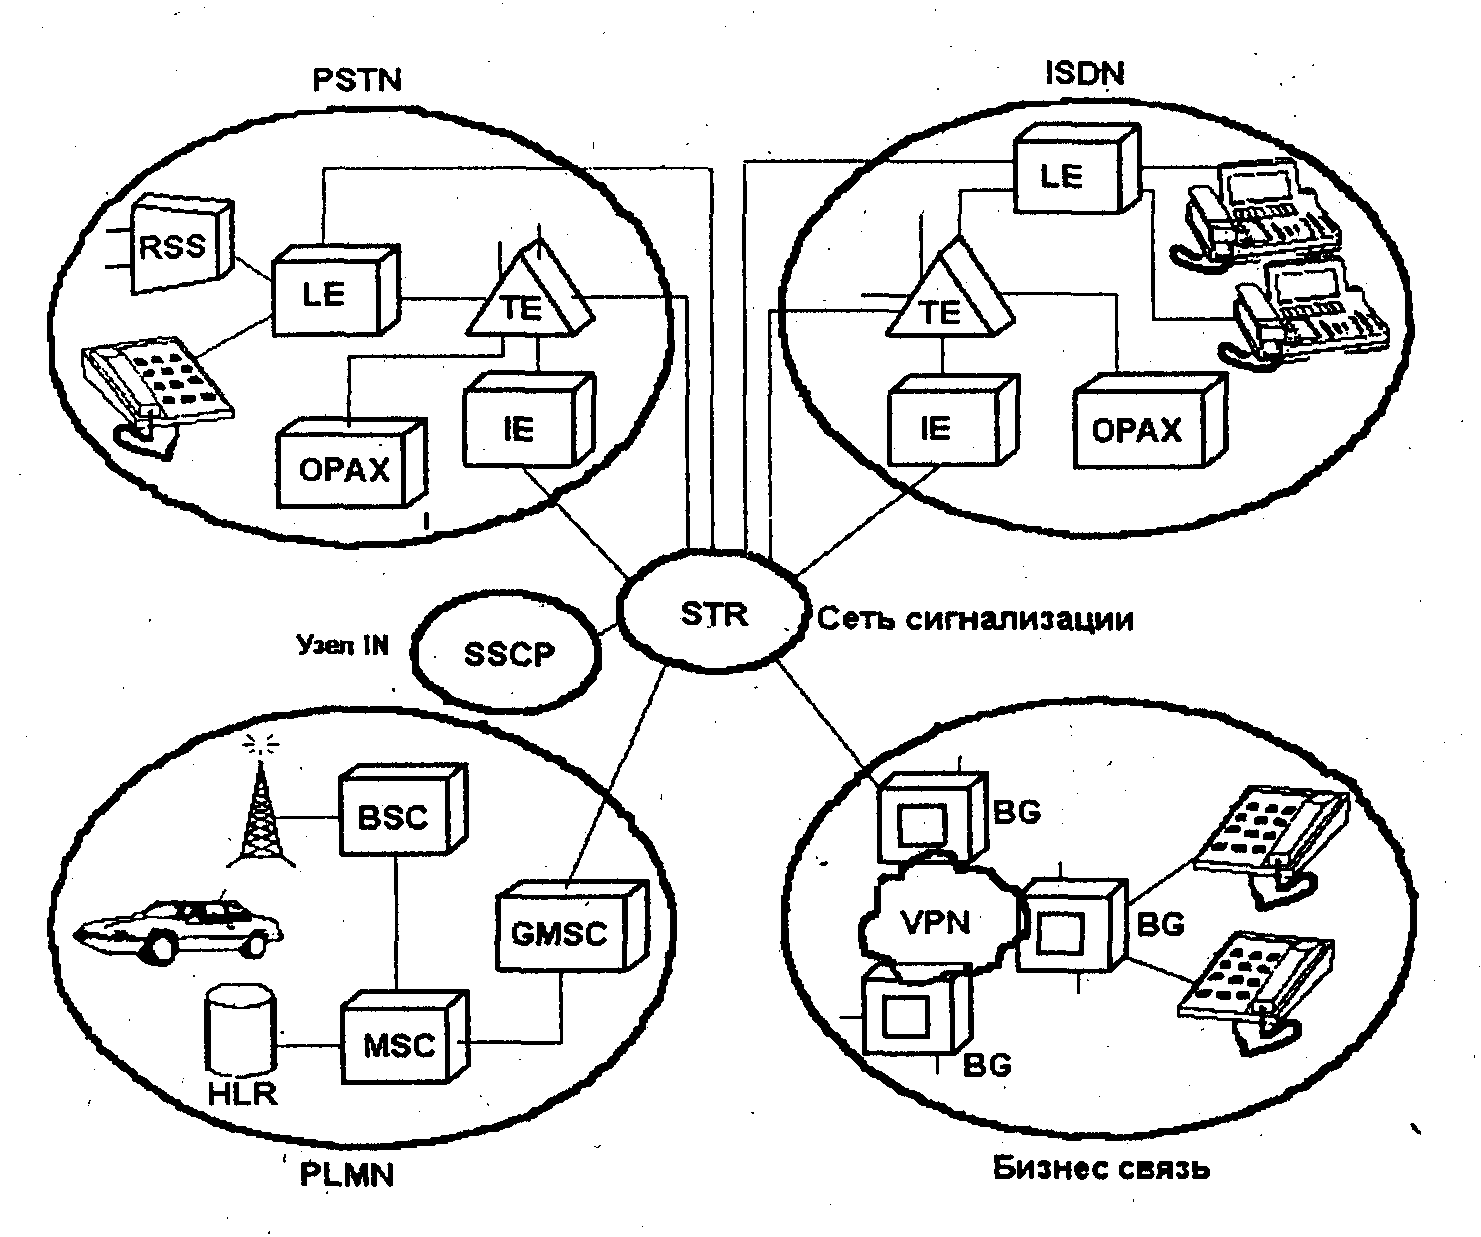 PSTN
ISDN
RSS
LE
TE
IE
OPAX
LE
TE
IE
OPAX
STR
Сеть сигнализации
Узел IN
SSCP
BSC
GMSC
MSC
HLR
PLMN
BG
VPN
BG
BG
Бизнес связь